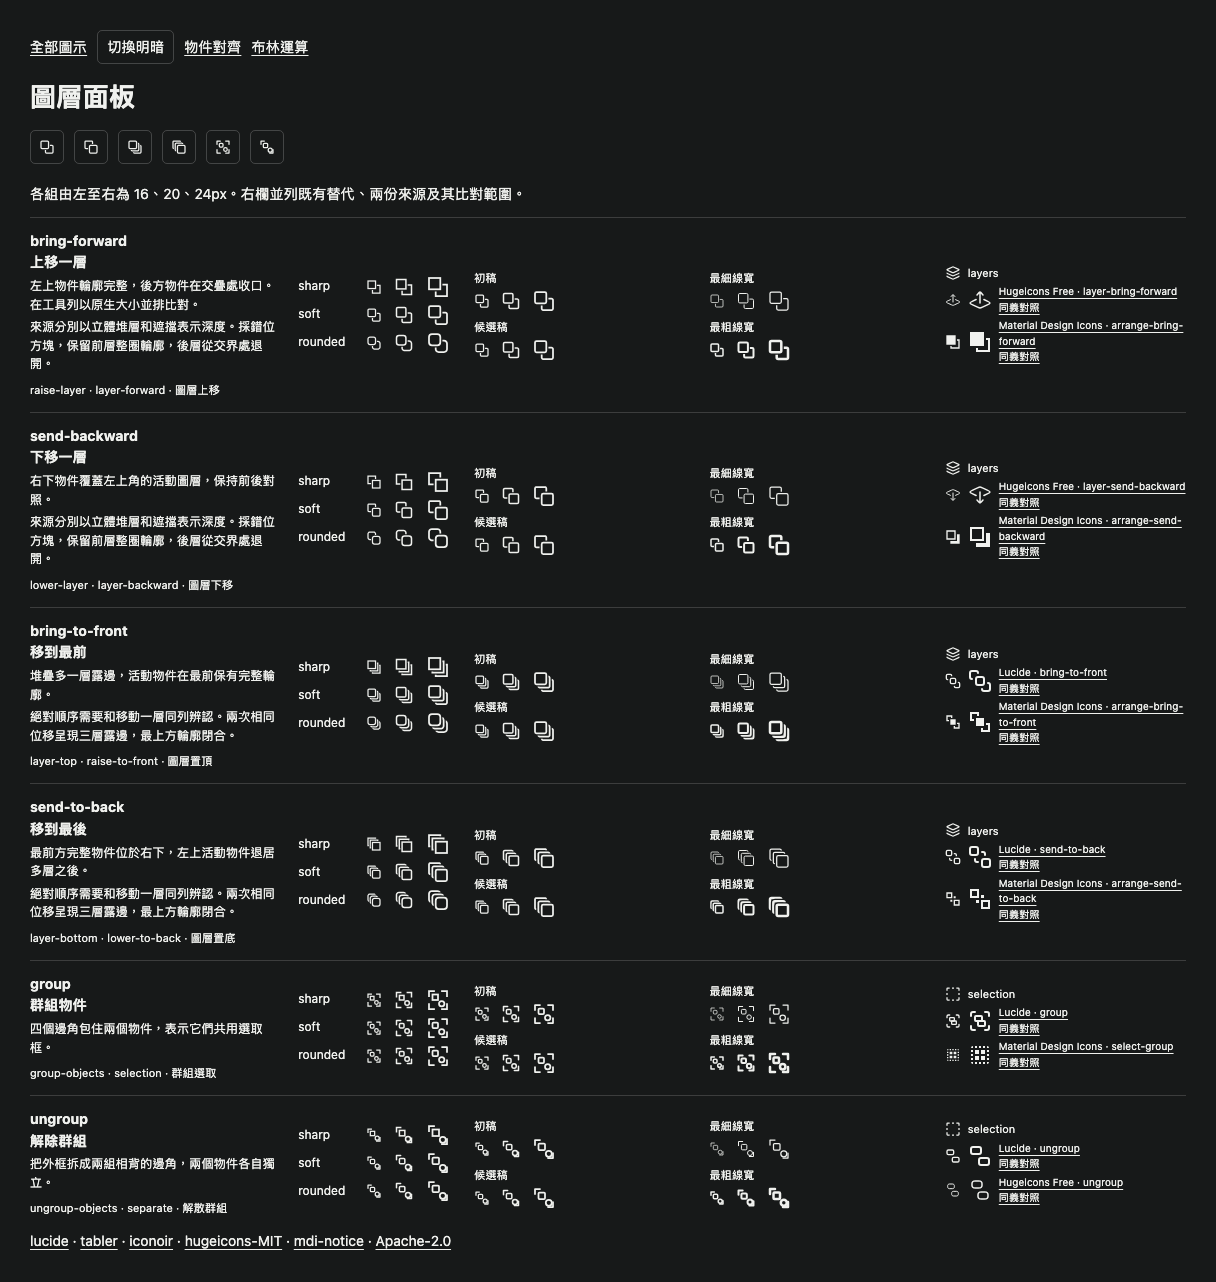 全部圖示 切換明暗 物件對齊 布林運算
圖層面板
各組由左至右為 16、20、24px。右欄並列既有替代、兩份來源及其比對範圍。
bring-forward
上移一層
左上物件輪廓完整，後方物件在交疊處收口。
在工具列以原生大小並排比對。
來源分別以立體堆層和遮擋表示深度。採錯位
方塊，保留前層整圈輪廓，後層從交界處退
開。
raise-layer · layer-forward · 圖層上移
sharp
soft
rounded
初稿
候選稿
最細線寬
最粗線寬
layers
Hugeicons Free · layer-bring-forward
同義對照
Material Design Icons · arrange-bring-
forward
同義對照
send-backward
下移一層
右下物件覆蓋左上角的活動圖層，保持前後對
照。
來源分別以立體堆層和遮擋表示深度。採錯位
方塊，保留前層整圈輪廓，後層從交界處退
開。
lower-layer · layer-backward · 圖層下移
sharp
soft
rounded
初稿
候選稿
最細線寬
最粗線寬
layers
Hugeicons Free · layer-send-backward
同義對照
Material Design Icons · arrange-send-
backward
同義對照
bring-to-front
移到最前
堆疊多一層露邊，活動物件在最前保有完整輪
廓。
絕對順序需要和移動一層同列辨認。兩次相同
位移呈現三層露邊，最上方輪廓閉合。
layer-top · raise-to-front · 圖層置頂
sharp
soft
rounded
初稿
候選稿
最細線寬
最粗線寬
layers
Lucide · bring-to-front
同義對照
Material Design Icons · arrange-bring-
to-front
同義對照
send-to-back
移到最後
最前方完整物件位於右下，左上活動物件退居
多層之後。
絕對順序需要和移動一層同列辨認。兩次相同
位移呈現三層露邊，最上方輪廓閉合。
layer-bottom · lower-to-back · 圖層置底
sharp
soft
rounded
初稿
候選稿
最細線寬
最粗線寬
layers
Lucide · send-to-back
同義對照
Material Design Icons · arrange-send-
to-back
同義對照
group
群組物件
四個邊角包住兩個物件，表示它們共用選取
框。
group-objects · selection · 群組選取
sharp
soft
rounded
初稿
候選稿
最細線寬
最粗線寬
selection
Lucide · group
同義對照
Material Design Icons · select-group
同義對照
ungroup
解除群組
把外框拆成兩組相背的邊角，兩個物件各自獨
立。
ungroup-objects · separate · 解散群組
sharp
soft
rounded
初稿
候選稿
最細線寬
最粗線寬
selection
Lucide · ungroup
同義對照
Hugeicons Free · ungroup
同義對照
lucide · tabler · iconoir · hugeicons-MIT · mdi-notice · Apache-2.0